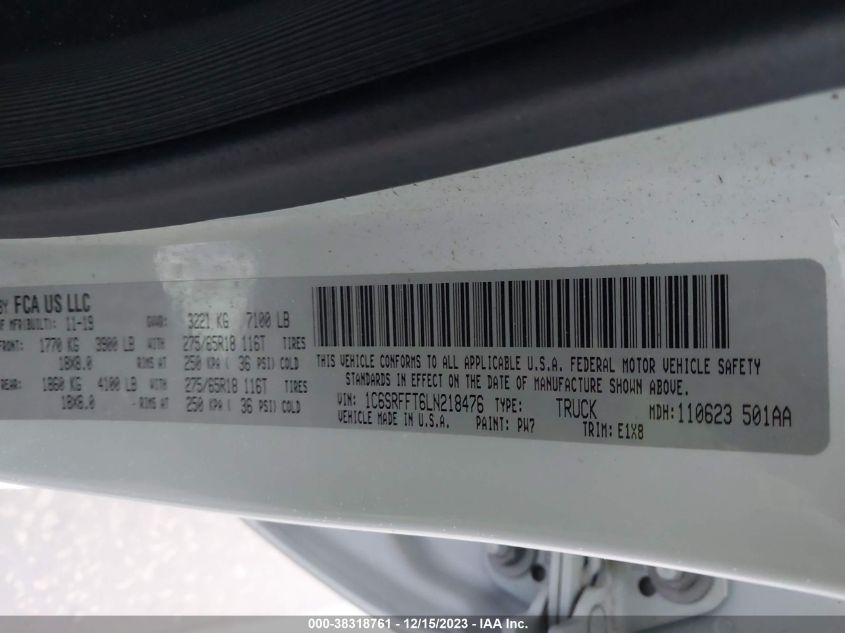 BY FCA US LLC
OF MFR(BUILT): 11-19 GVWR: 3221 KG 7100 LB
FRONT: 1770 KG 3900 LB WITH 275/65R18 116T TIRES
18X8.0 RIMS AT 250 KPA ( 36 PSI) COLD
REAR: 1860 KG 4100 LB WITH 275/65R18 116T TIRES
18X8.0 - RIMS AT 250 KPA ( 36 PSI) COLD
THIS VEHICLE CONFORMS TO ALL APPLICABLE U.S.A. FEDERAL MOTOR VEHICLE SAFETY
STANDARDS IN EFFECT ON THE DATE OF MANUFACTURE SHOWN ABOVE.
VIN: 1C6SRFFT6LN218476 TYPE: TRUCK MDH: 110623 501AA
VEHICLE MADE IN U.S.A. PAINT: PW7 TRIM: E1X8
000-38318761 - 12/15/2023 - IAA Inc.